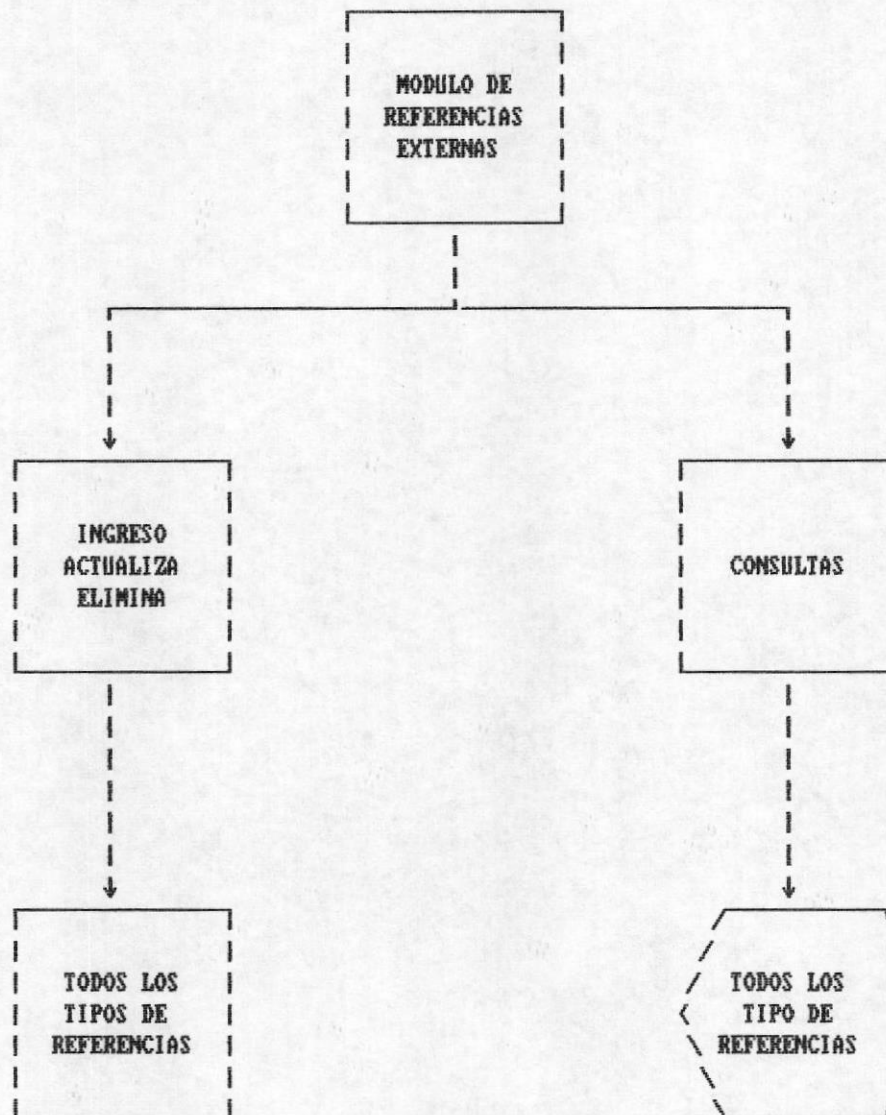 MODULO DE
REFERENCIAS
EXTERNAS
INGRESO
ACTUALIZA
ELIMINA
CONSULTAS
TODOS LOS
TIPOS DE
REFERENCIAS
TODOS LOS
TIPO DE
REFERENCIAS